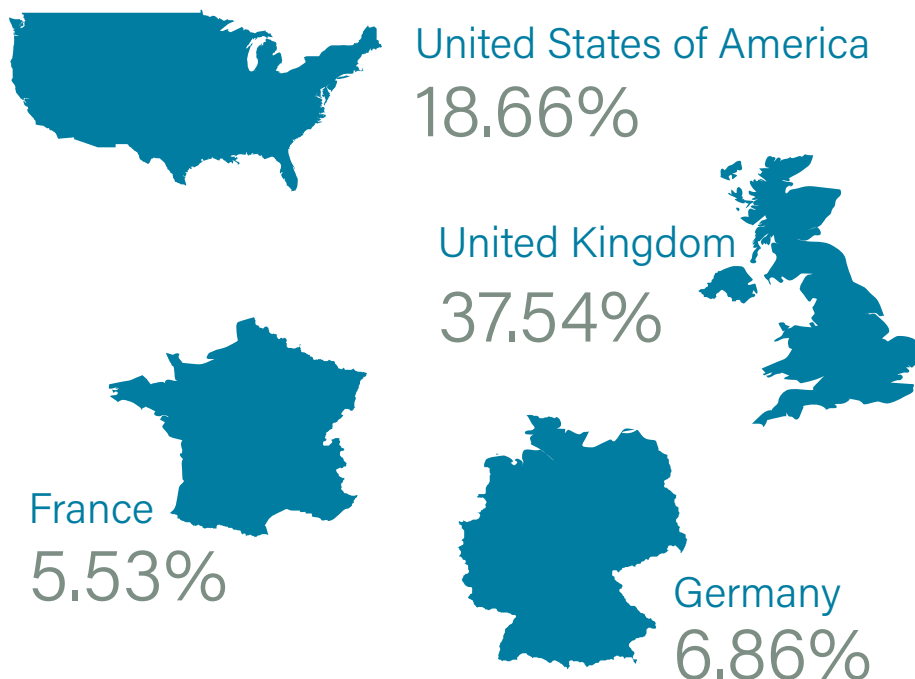 United States of America
18.66%
United Kingdom
37.54%
France
5.53%
Germany
6.86%